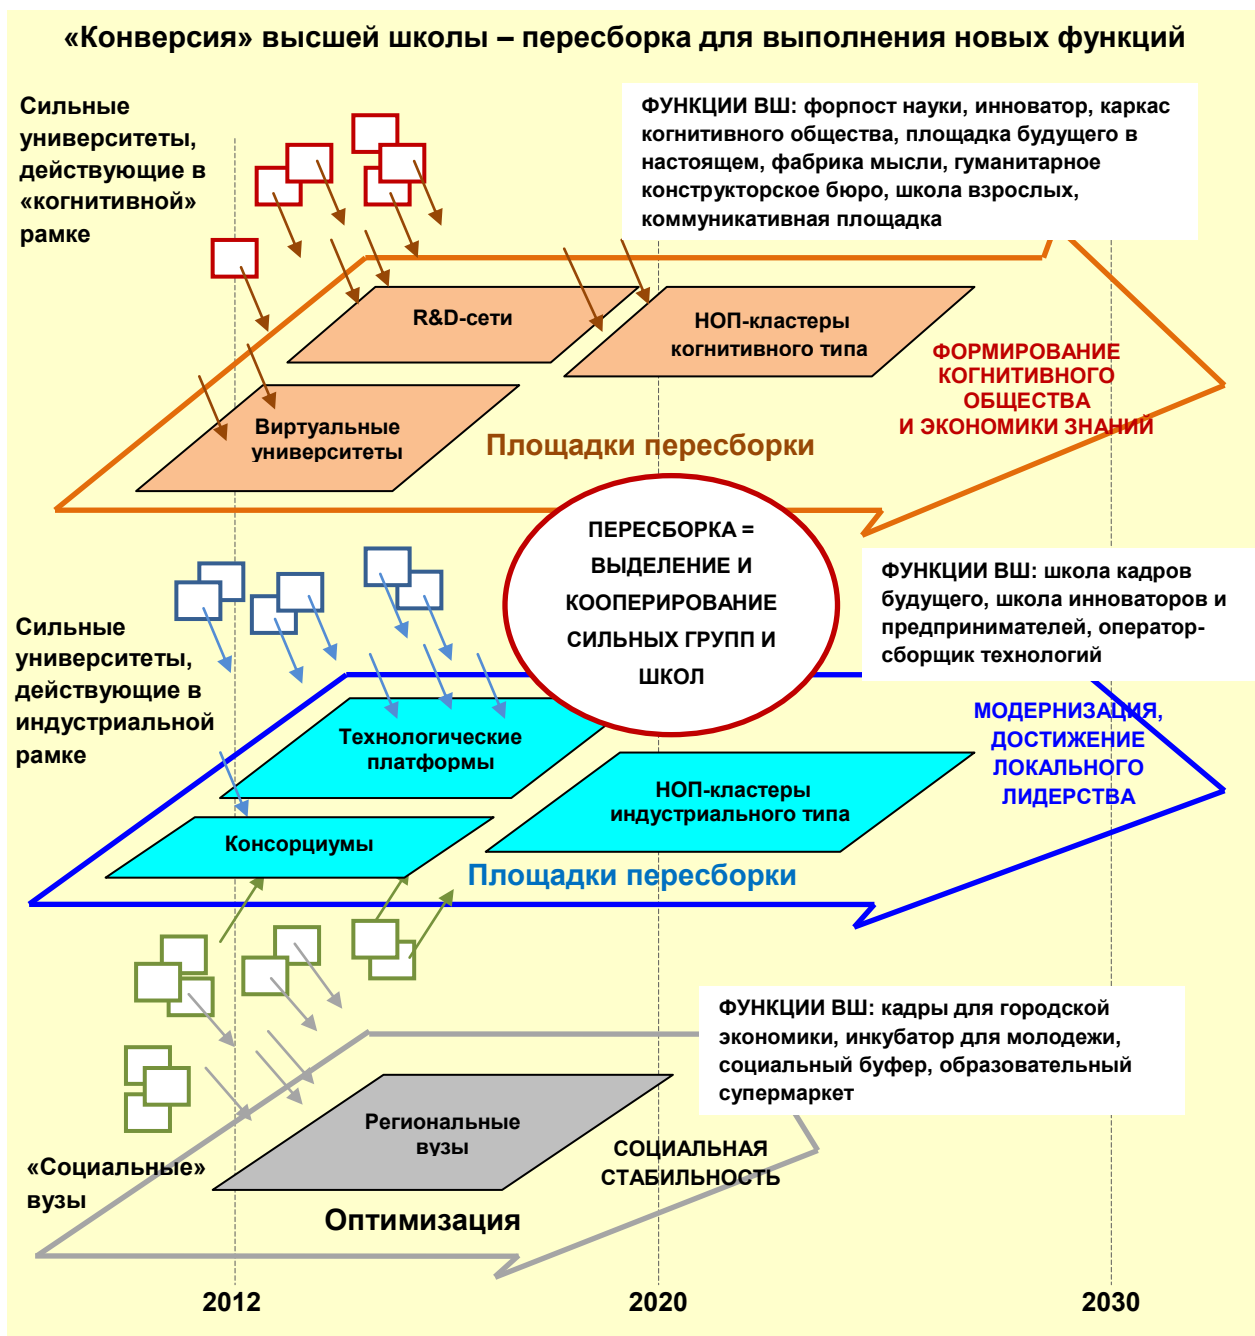 «Конверсия» высшей школы – пересборка для выполнения новых функций
Сильные
университеты,
действующие в
«когнитивной»
рамке
ФУНКЦИИ ВШ: форпост науки, инноватор, каркас
когнитивного общества, площадка будущего в
настоящем, фабрика мысли, гуманитарное
конструкторское бюро, школа взрослых,
коммуникативная площадка
R&D-сети
НОП-кластеры
когнитивного типа
ФОРМИРОВАНИЕ
КОГНИТИВНОГО
ОБЩЕСТВА
И ЭКОНОМИКИ ЗНАНИЙ
Виртуальные
университеты
Площадки пересборки
ПЕРЕСБОРКА =
ВЫДЕЛЕНИЕ И
КООПЕРИРОВАНИЕ
СИЛЬНЫХ ГРУПП И
ШКОЛ
ФУНКЦИИ ВШ: школа кадров
будущего, школа инноваторов и
предпринимателей, оператор-
сборщик технологий
Сильные
университеты,
действующие в
индустриальной
рамке
МОДЕРНИЗАЦИЯ,
ДОСТИЖЕНИЕ
ЛОКАЛЬНОГО
ЛИДЕРСТВА
Технологические
платформы
НОП-кластеры
индустриального типа
Консорциумы
Площадки пересборки
ФУНКЦИИ ВШ: кадры для городской
экономики, инкубатор для молодежи,
социальный буфер, образовательный
супермаркет
Региональные
вузы
СОЦИАЛЬНАЯ
СТАБИЛЬНОСТЬ
«Социальные»
вузы
Оптимизация
2012
2020
2030